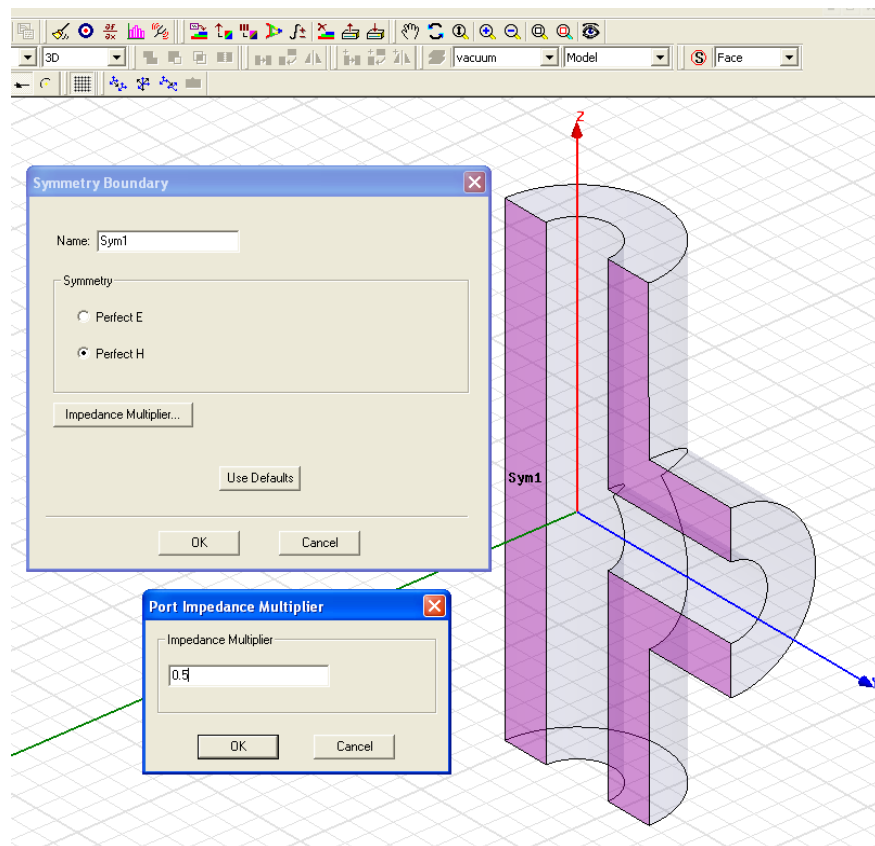 3D vacuum Model Face
Symmetry Boundary
Name: Sym1
Symmetry
Perfect E
Perfect H
Impedance Multiplier...
Use Defaults
OK Cancel
Port Impedance Multiplier
Impedance Multiplier
0.5
OK Cancel
Z
Sym1